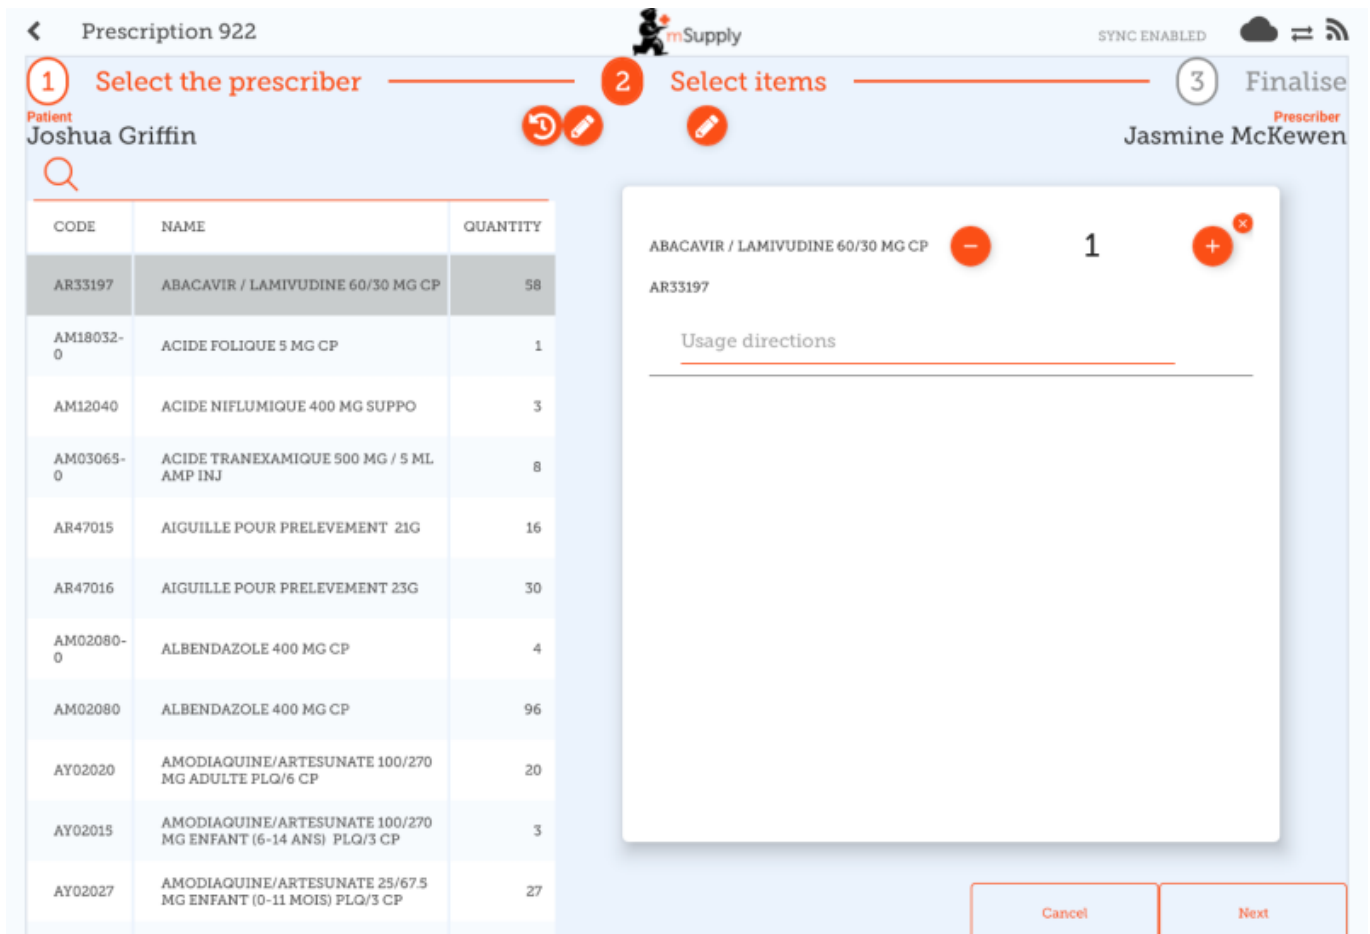 Prescription 922
mSupply
SYNC ENABLED
1 Select the prescriber
2 Select items
3 Finalise
Patient
Joshua Griffin
Prescriber
Jasmine McKewen
CODE NAME QUANTITY
AR33197 ABACAVIR / LAMIVUDINE 60/30 MG CP 58
AM18032-
0
ACIDE FOLIQUE 5 MG CP 1
AM12040 ACIDE NIFLUMIQUE 400 MG SUPPO 3
AM03065-
0
ACIDE TRANEXAMIQUE 500 MG / 5 ML
AMP INJ
8
AR47015 AIGUILLE POUR PRELEVEMENT 21G 16
AR47016 AIGUILLE POUR PRELEVEMENT 23G 30
AM02080-
0
ALBENDAZOLE 400 MG CP 4
AM02080 ALBENDAZOLE 400 MG CP 96
AY02020
AMODIAQUINE/ARTESUNATE 100/270
MG ADULTE PLQ/6 CP
20
AY02015
AMODIAQUINE/ARTESUNATE 100/270
MG ENFANT (6-14 ANS) PLQ/3 CP
3
AY02027
AMODIAQUINE/ARTESUNATE 25/67.5
MG ENFANT (0-11 MOIS) PLQ/3 CP
27
ABACAVIR / LAMIVUDINE 60/30 MG CP
− 1 +
AR33197
Usage directions
Cancel
Next